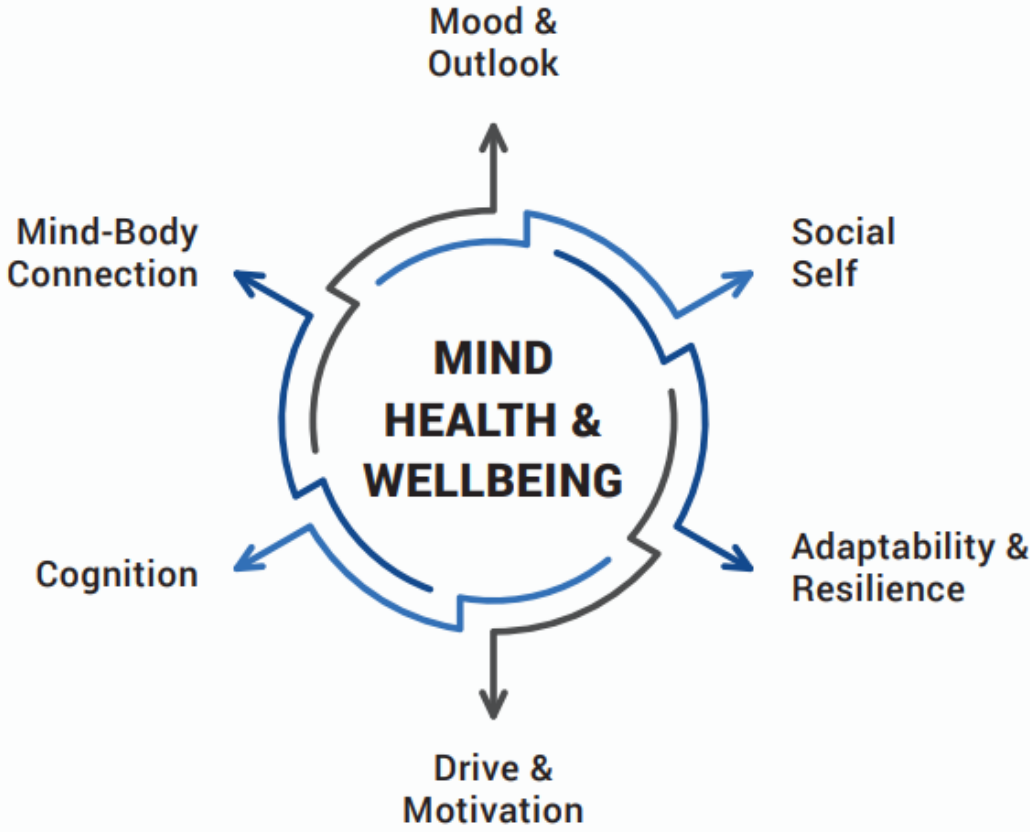 Mood &
Outlook
Mind-Body
Connection
Social
Self
MIND
HEALTH &
WELLBEING
Cognition
Adaptability &
Resilience
Drive &
Motivation